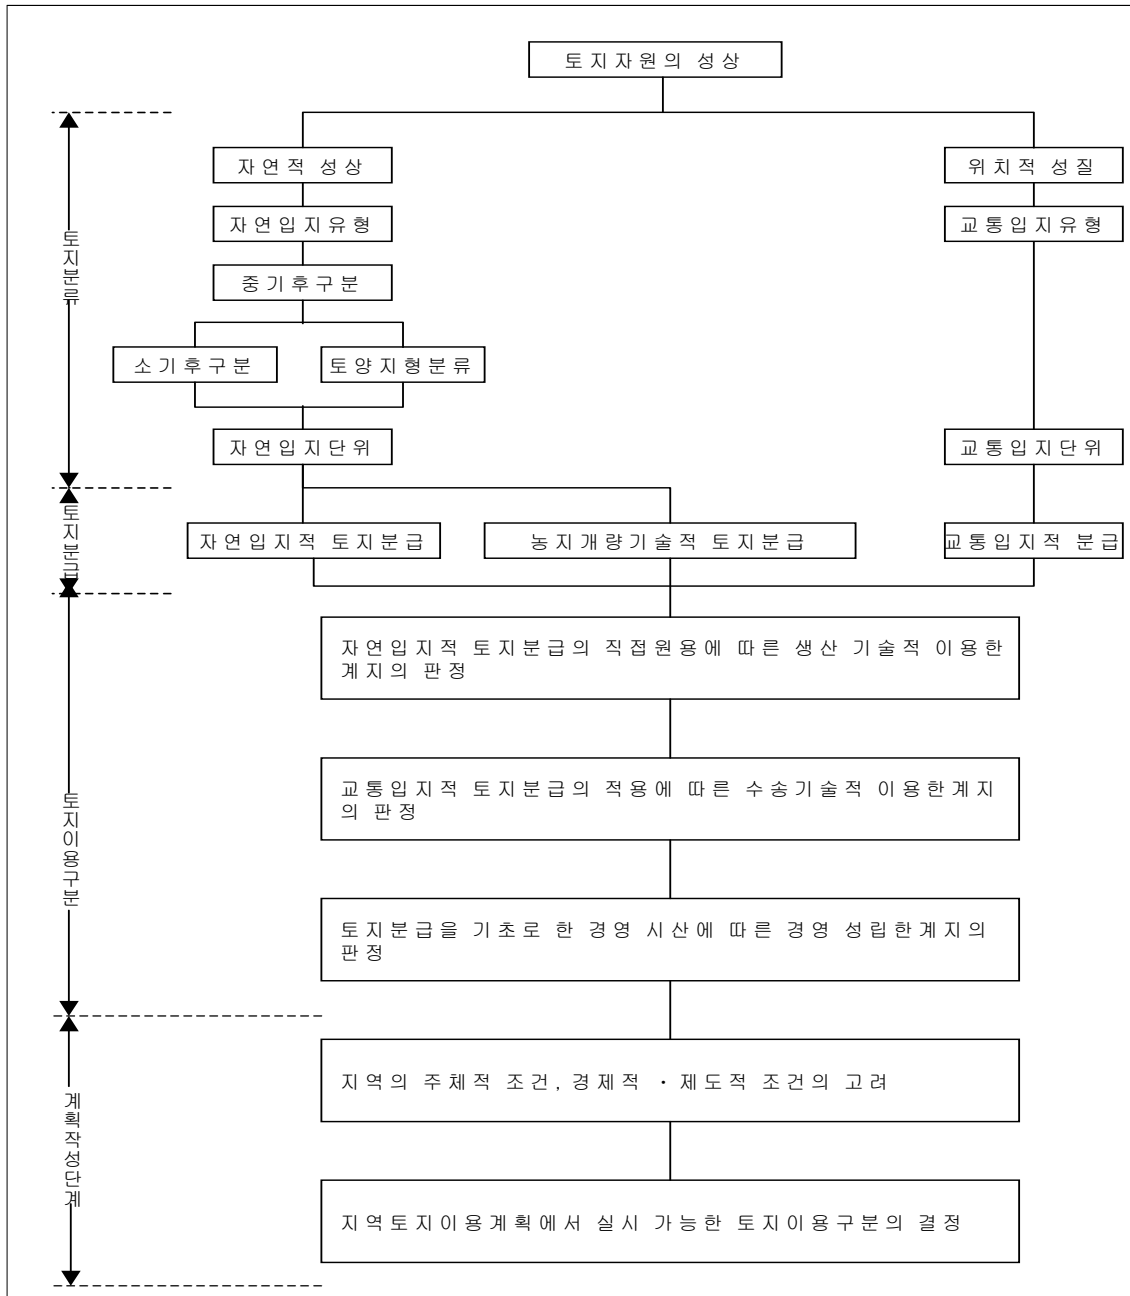 토지자원의 성상
자연적 성상
위치적 성질
자연입지유형
교통입지유형
토지분류
중기후구분
소기후구분
토양지형분류
자연입지단위
교통입지단위
토지분급
자연입지적 토지분급
농지개량기술적 토지분급
교통입지적 분급
자연입지적 토지분급의 직접원용에 따른 생산 기술적 이용한
계지의 판정
토지이용구분
교통입지적 토지분급의 적용에 따른 수송기술적 이용한계지
의 판정
토지분급을 기초로 한 경영 시산에 따른 경영 성립한계지의
판정
계획작성단계
지역의 주체적 조건, 경제적 · 제도적 조건의 고려
지역토지이용계획에서 실시 가능한 토지이용구분의 결정